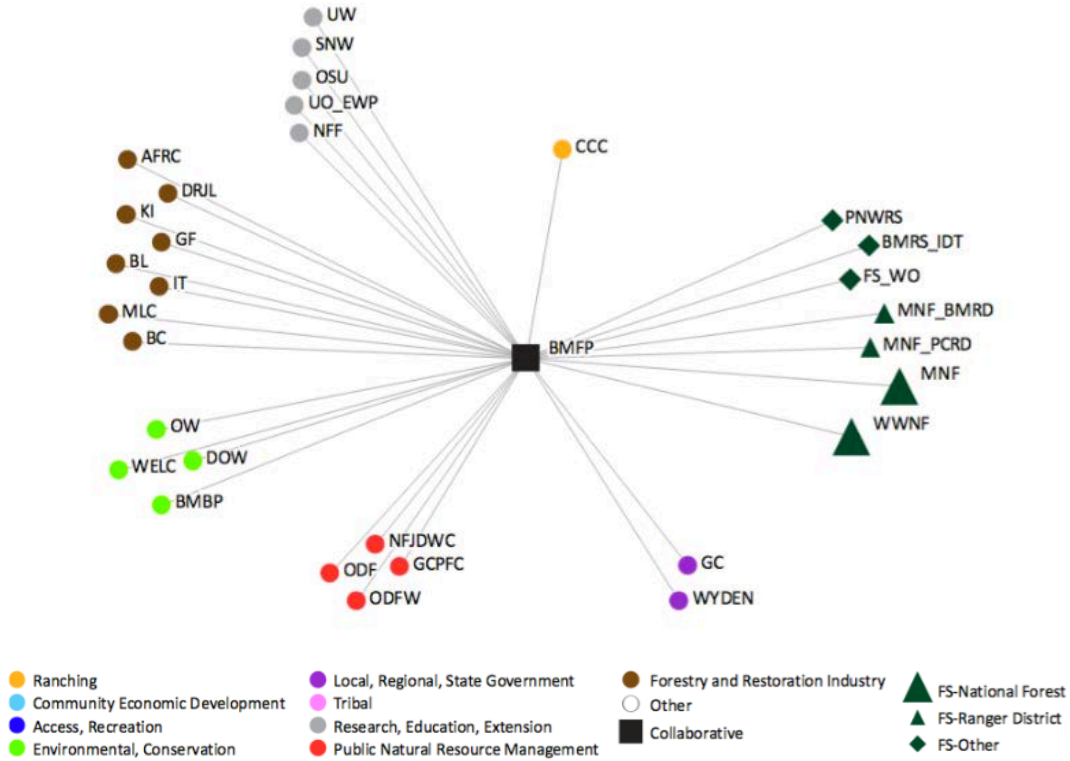 UW
SNW
OSU
UO_EWP
NFF
CCC
AFRC
DRJL
KI
GF
BL
IT
MLC
BC
PNWRS
BMRS_IDT
FS_WO
MNF_BMRD
MNF_PCRD
MNF
WWNF
BMFP
OW
DOW
WELC
BMBP
NFJDWC
GCPFC
ODF
ODFW
GC
WYDEN
Ranching
Community Economic Development
Access, Recreation
Environmental, Conservation
Local, Regional, State Government
Tribal
Research, Education, Extension
Public Natural Resource Management
Forestry and Restoration Industry
Other
Collaborative
FS-National Forest
FS-Ranger District
FS-Other